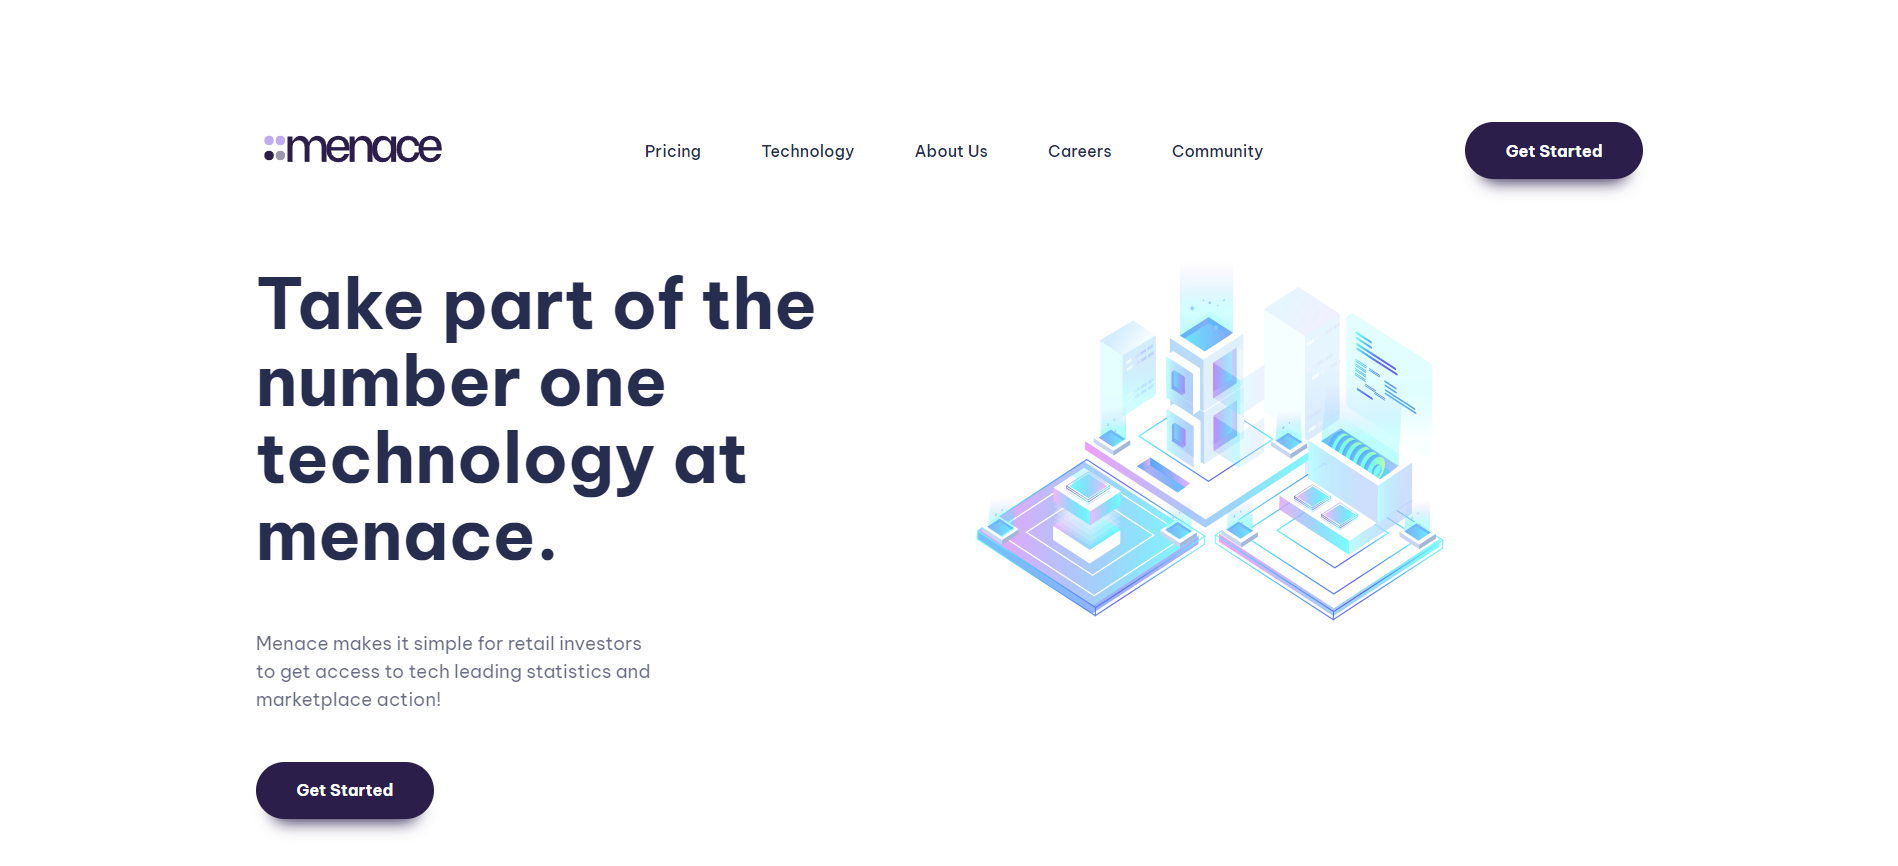 menace
Pricing
Technology
About Us
Careers
Community
Get Started
Take part of the
number one
technology at
menace.
Menace makes it simple for retail investors
to get access to tech leading statistics and
marketplace action!
Get Started